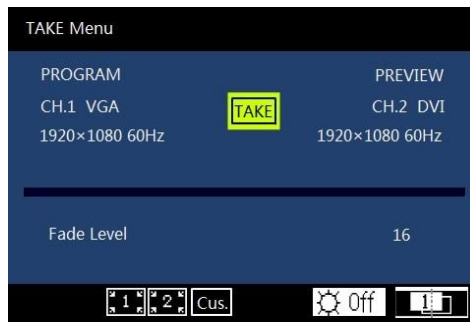 TAKE Menu
PROGRAM PREVIEW
CH.1 VGA TAKE CH.2 DVI
1920×1080 60Hz 1920×1080 60Hz
Fade Level 16
1 2 Cus. Off 1